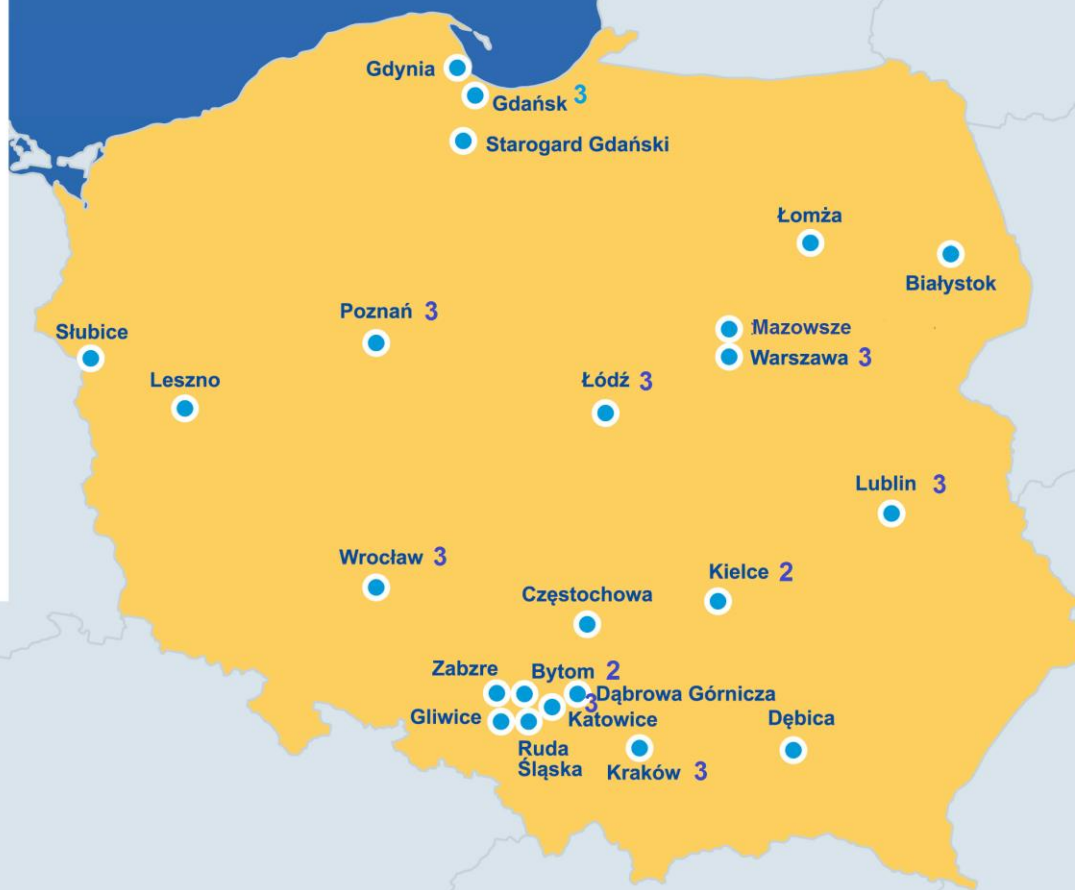 Gdynia
Gdańsk 3
Starogard Gdański
Łomża
Białystok
Poznań 3
Mazowsze
Słubice
Warszawa 3
Leszno
Łódź 3
Lublin 3
Wrocław 3
Kielce 2
Częstochowa
Zabzre
Bytom 2
Dąbrowa Górnicza
3
Gliwice
Katowice
Dębica
Ruda
Śląska
Kraków 3